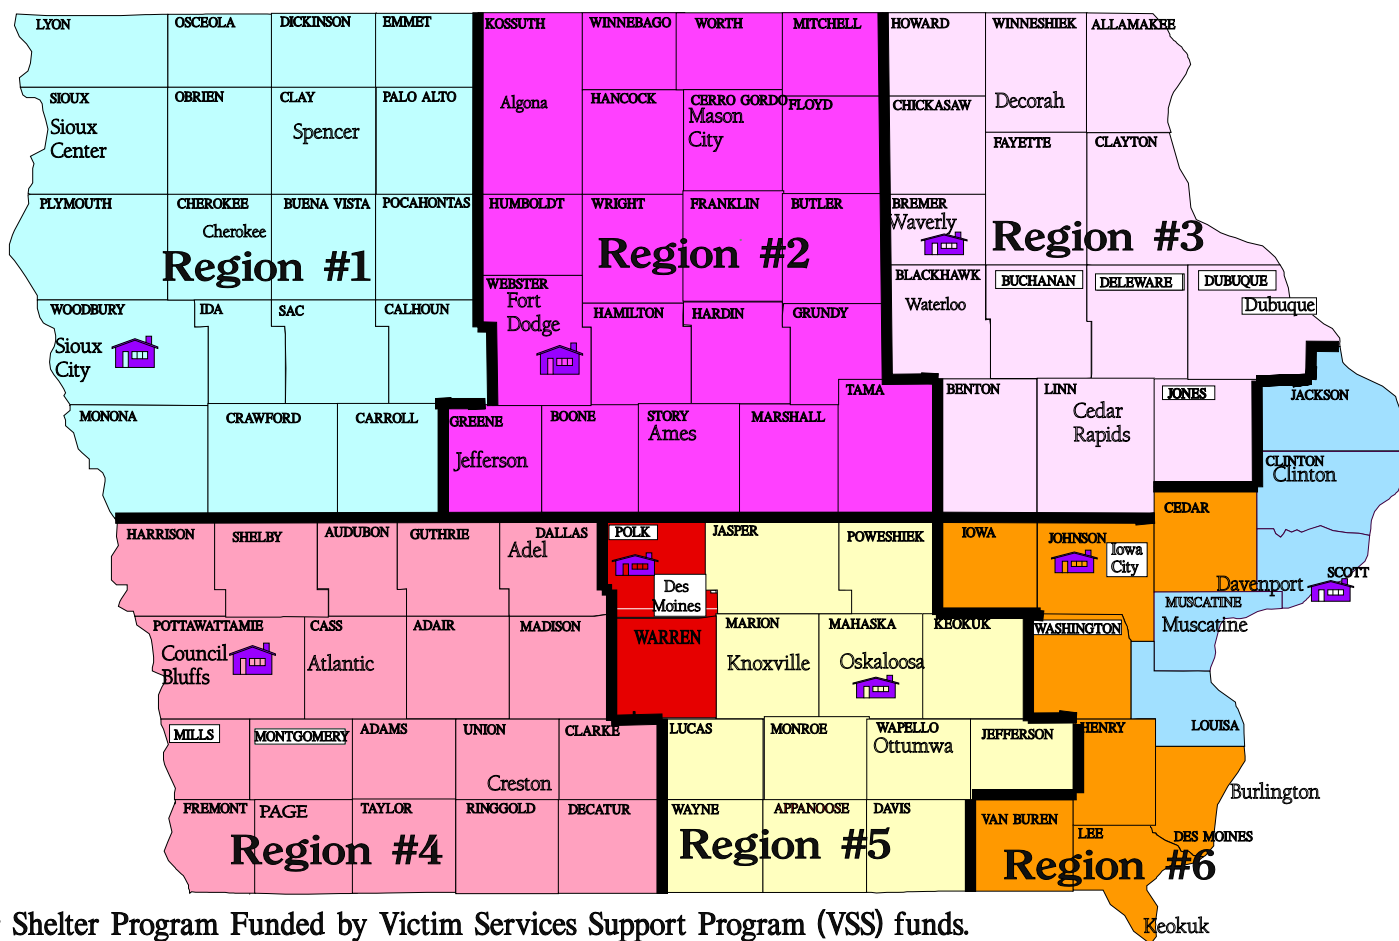 LYON
OSCEOLA
DICKINSON
EMMET
KOSSUTH
WINNEBAGO
WORTH
MITCHELL
HOWARD
WINNESHIEK
ALLAMAKEE
SIOUX
Sioux
Center
OBRIEN
CLAY
Spencer
PALO ALTO
Algona
HANCOCK
CERRO GORDO
Mason
City
FLOYD
CHICKASAW
Decorah
FAYETTE
CLAYTON
PLYMOUTH
CHEROKEE
Cherokee
BUENA VISTA
POCAHONTAS
HUMBOLDT
WRIGHT
FRANKLIN
BUTLER
BREMER
Waverly
Region #1
Region #2
Region #3
WOODBURY
Sioux
City
IDA
SAC
CALHOUN
WEBSTER
Fort
Dodge
HAMILTON
HARDIN
GRUNDY
BLACKHAWK
Waterloo
BUCHANAN
DELEWARE
DUBUQUE
Dubuque
MONONA
CRAWFORD
CARROLL
GREENE
Jefferson
BOONE
STORY
Ames
MARSHALL
TAMA
BENTON
LINN
Cedar
Rapids
JONES
JACKSON
CLINTON
Clinton
HARRISON
SHELBY
AUDUBON
GUTHRIE
DALLAS
Adel
POLK
Des
Moines
JASPER
POWESHIEK
IOWA
JOHNSON
Iowa
City
CEDAR
Davenport
SCOTT
MUSCATINE
Muscatine
POTTAWATTAMIE
Council
Bluffs
CASS
Atlantic
ADAIR
MADISON
WARREN
MARION
Knoxville
MAHASKA
Oskaloosa
KEOKUK
WASHINGTON
LOUISA
MILLS
MONTGOMERY
ADAMS
UNION
Creston
CLARKE
LUCAS
MONROE
WAPELLO
Ottumwa
JEFFERSON
HENRY
Burlington
FREMONT
PAGE
TAYLOR
RINGGOLD
DECATUR
WAYNE
APPANOOSE
DAVIS
VAN BUREN
LEE
DES MOINES
Region #4
Region #5
Region #6
Keokuk
Shelter Program Funded by Victim Services Support Program (VSS) funds.